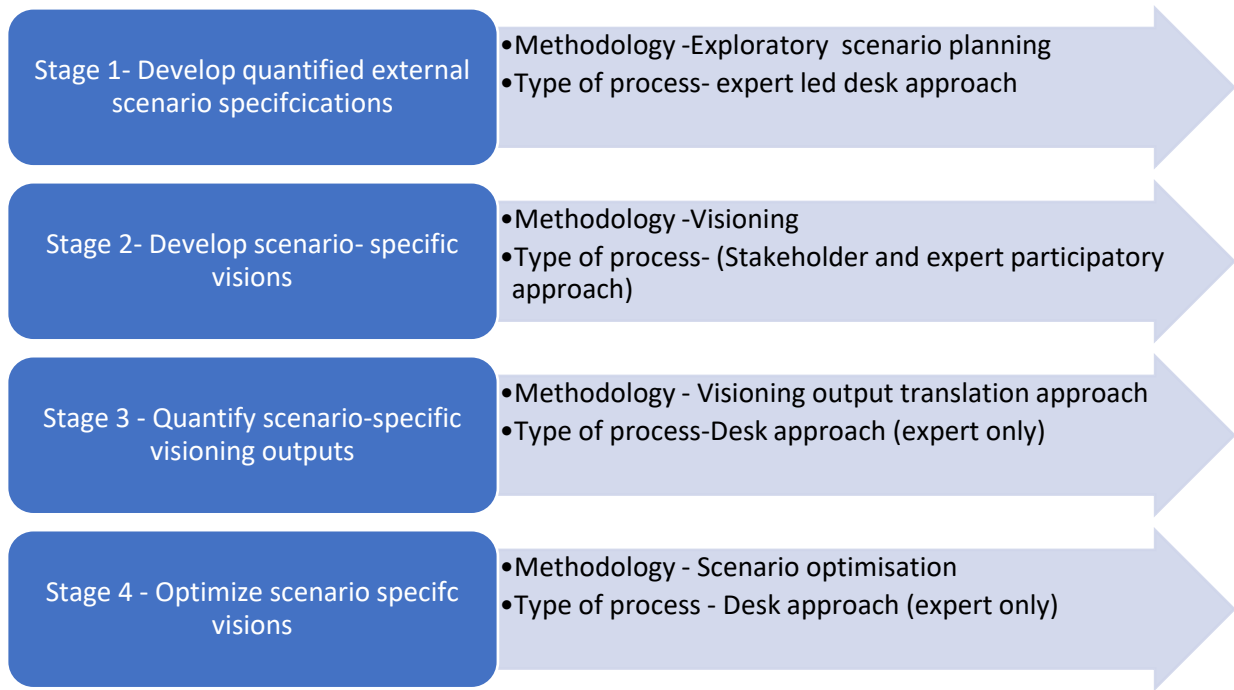 Stage 1- Develop quantified external
scenario specifcications
•Methodology -Exploratory scenario planning
•Type of process- expert led desk approach
Stage 2- Develop scenario- specific
visions
•Methodology -Visioning
•Type of process- (Stakeholder and expert participatory
approach)
Stage 3 - Quantify scenario-specific
visioning outputs
•Methodology - Visioning output translation approach
•Type of process-Desk approach (expert only)
Stage 4 - Optimize scenario specifc
visions
•Methodology - Scenario optimisation
•Type of process - Desk approach (expert only)